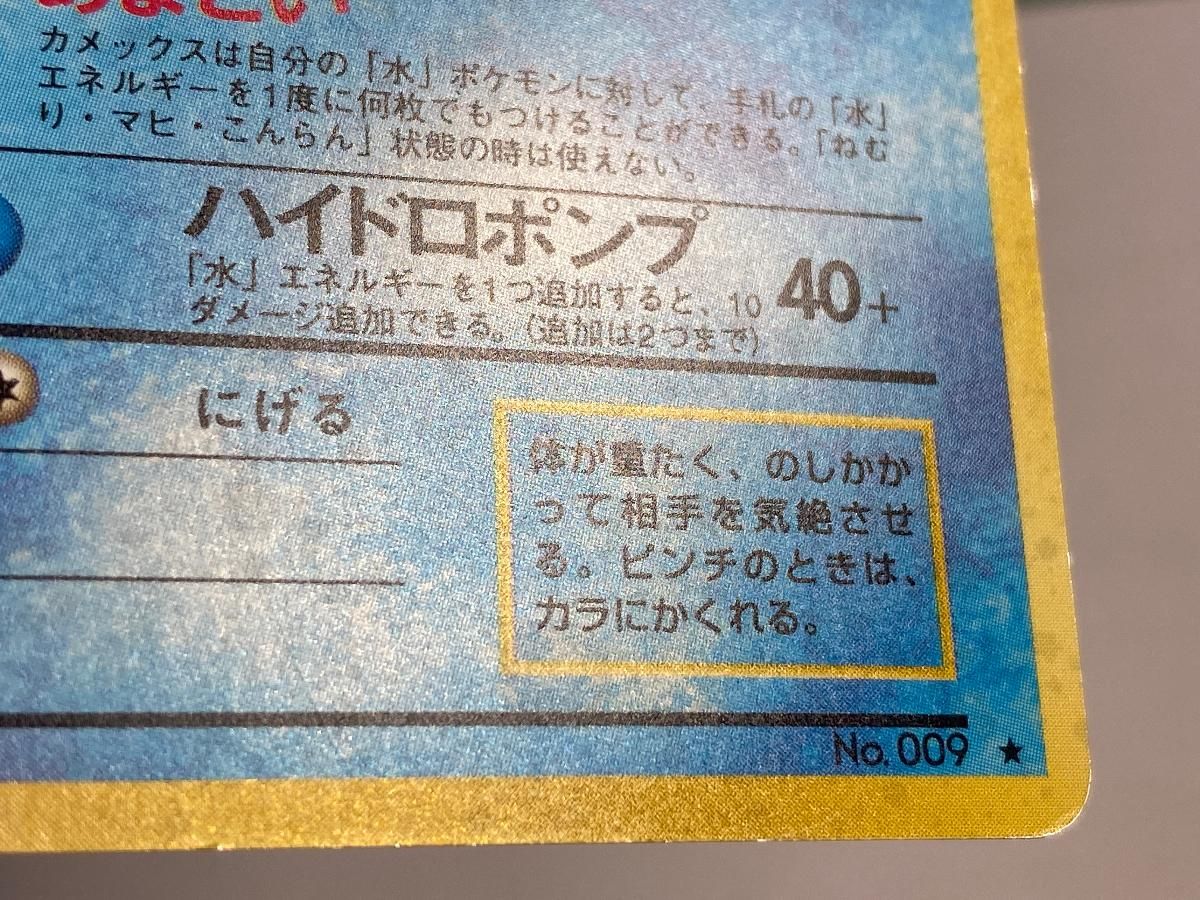 あまごい
カメックスは自分の「水」ポケモンに対して、手札の「水」
エネルギーを1度に何枚でもつけることができる。「ねむ
り・マヒ・こんらん」状態の時は使えない。
ハイドロポンプ
「水」エネルギーを1つ追加すると、10
ダメージ追加できる。(追加は2つまで)
40+
にげる
体が重たく、のしかか
って相手を気絶させ
る。ピンチのときは、
カラにかくれる。
No. 009 ★